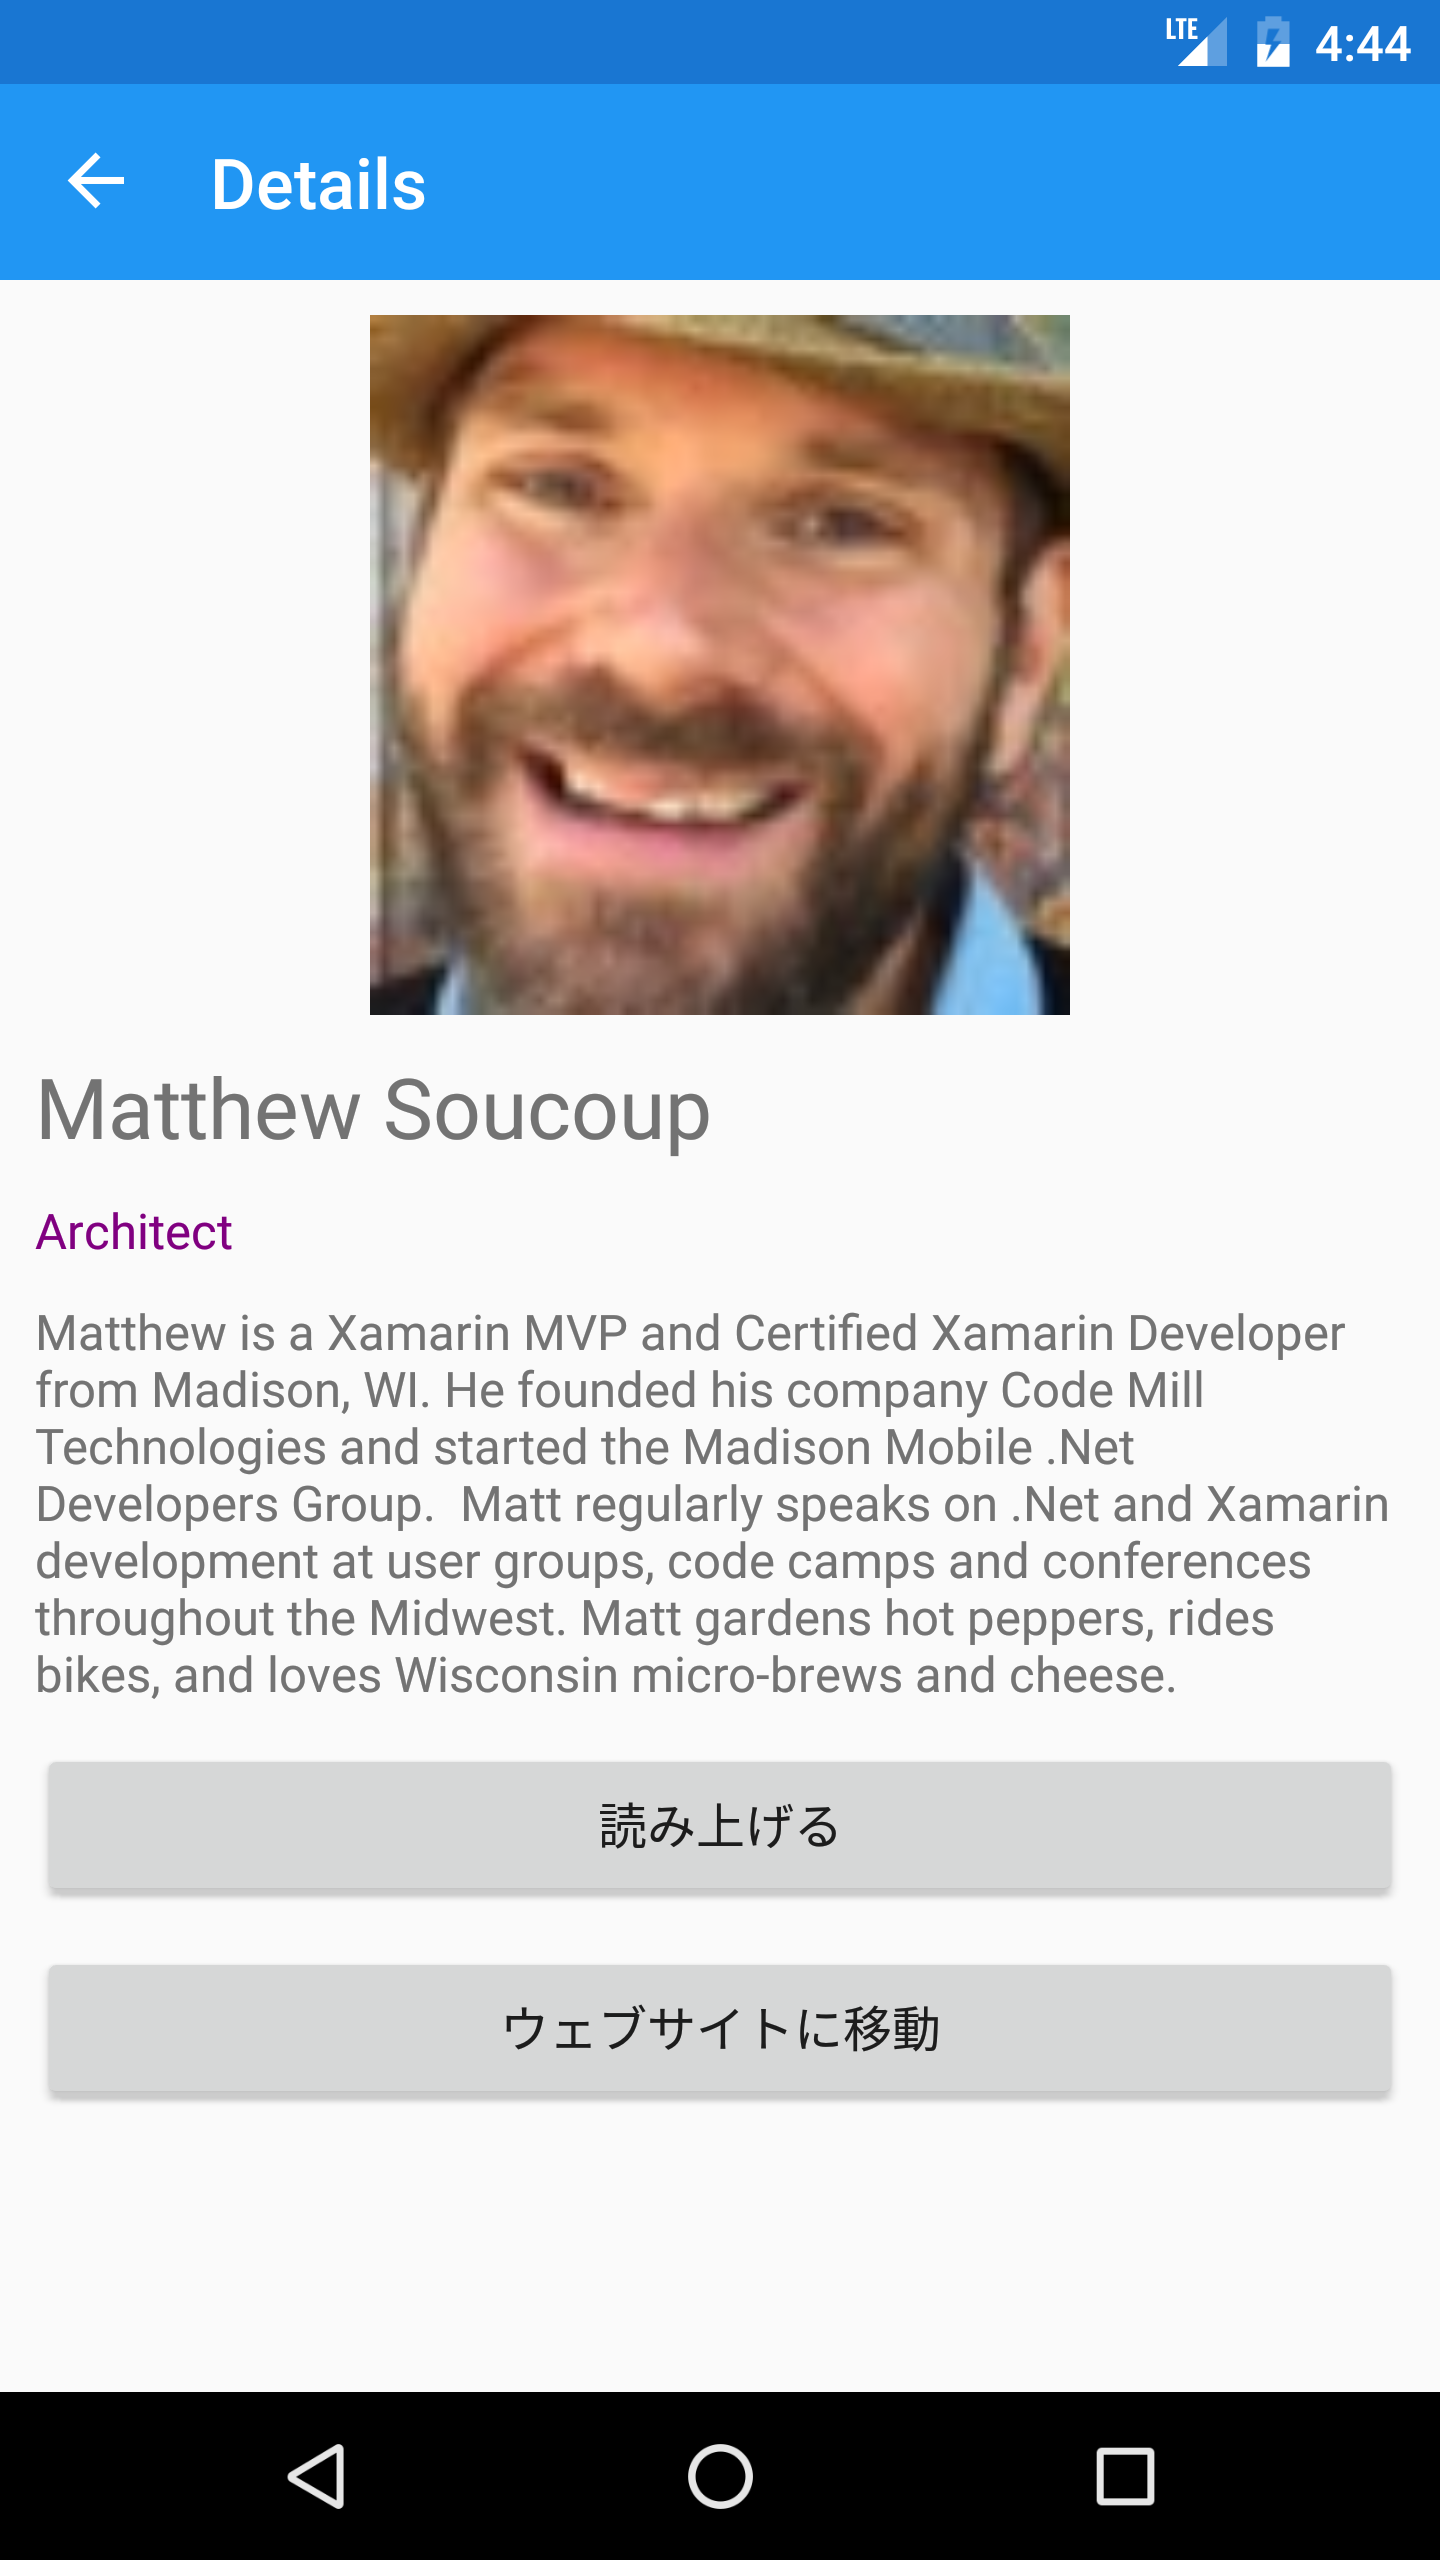 LTE 4:44
Details
Matthew Soucoup
Architect
Matthew is a Xamarin MVP and Certified Xamarin Developer
from Madison, WI. He founded his company Code Mill
Technologies and started the Madison Mobile .Net
Developers Group.  Matt regularly speaks on .Net and Xamarin
development at user groups, code camps and conferences
throughout the Midwest. Matt gardens hot peppers, rides
bikes, and loves Wisconsin micro-brews and cheese.
読み上げる
ウェブサイトに移動